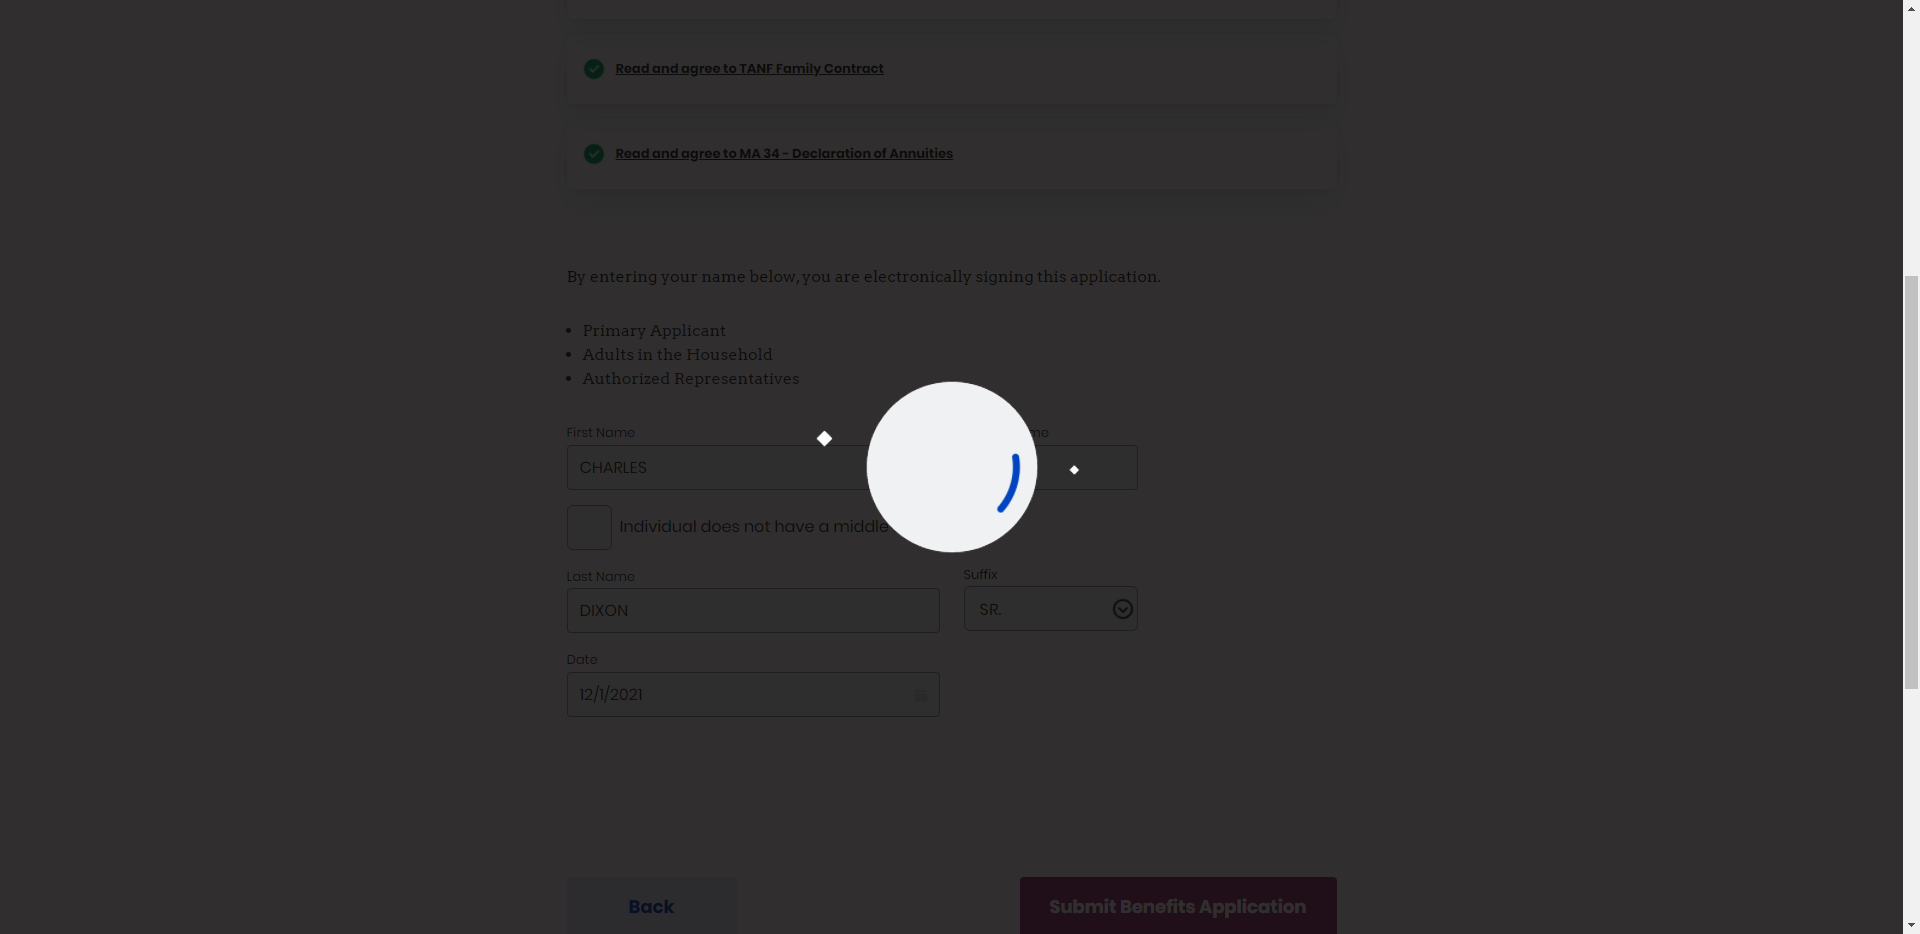 Read and agree to TANF Family Contract
Read and agree to MA 34 - Declaration of Annuities
By entering your name below, you are electronically signing this application.
• Primary Applicant
• Adults in the Household
• Authorized Representatives
First Name
CHARLES
Individual does not have a middle
Last Name
Suffix
DIXON
SR.
Date
12/1/2021
Back
Submit Benefits Application